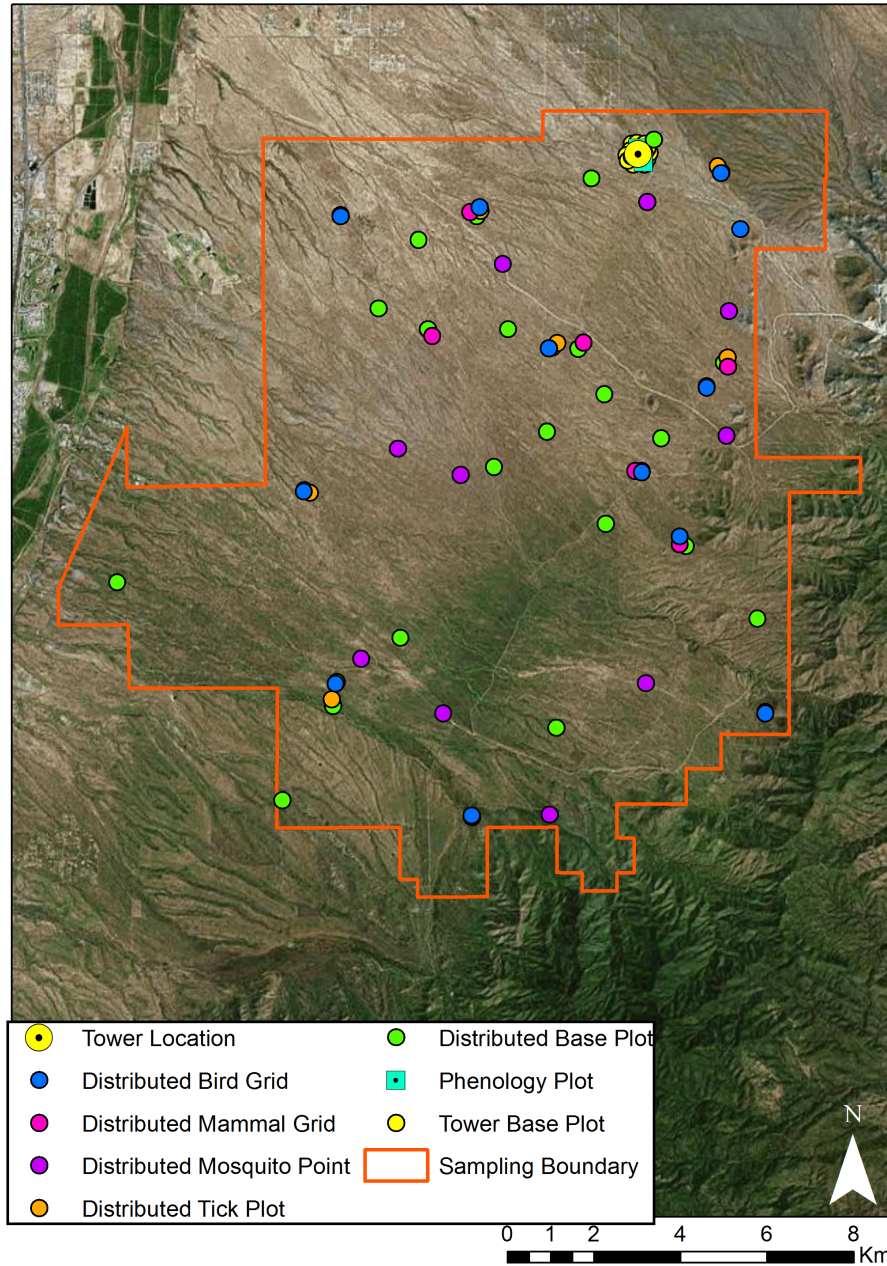 Tower Location
Distributed Base Plot
Distributed Bird Grid
Phenology Plot
Distributed Mammal Grid
Tower Base Plot
Distributed Mosquito Point
Sampling Boundary
Distributed Tick Plot
N
0 1 2 4 6 8
Km